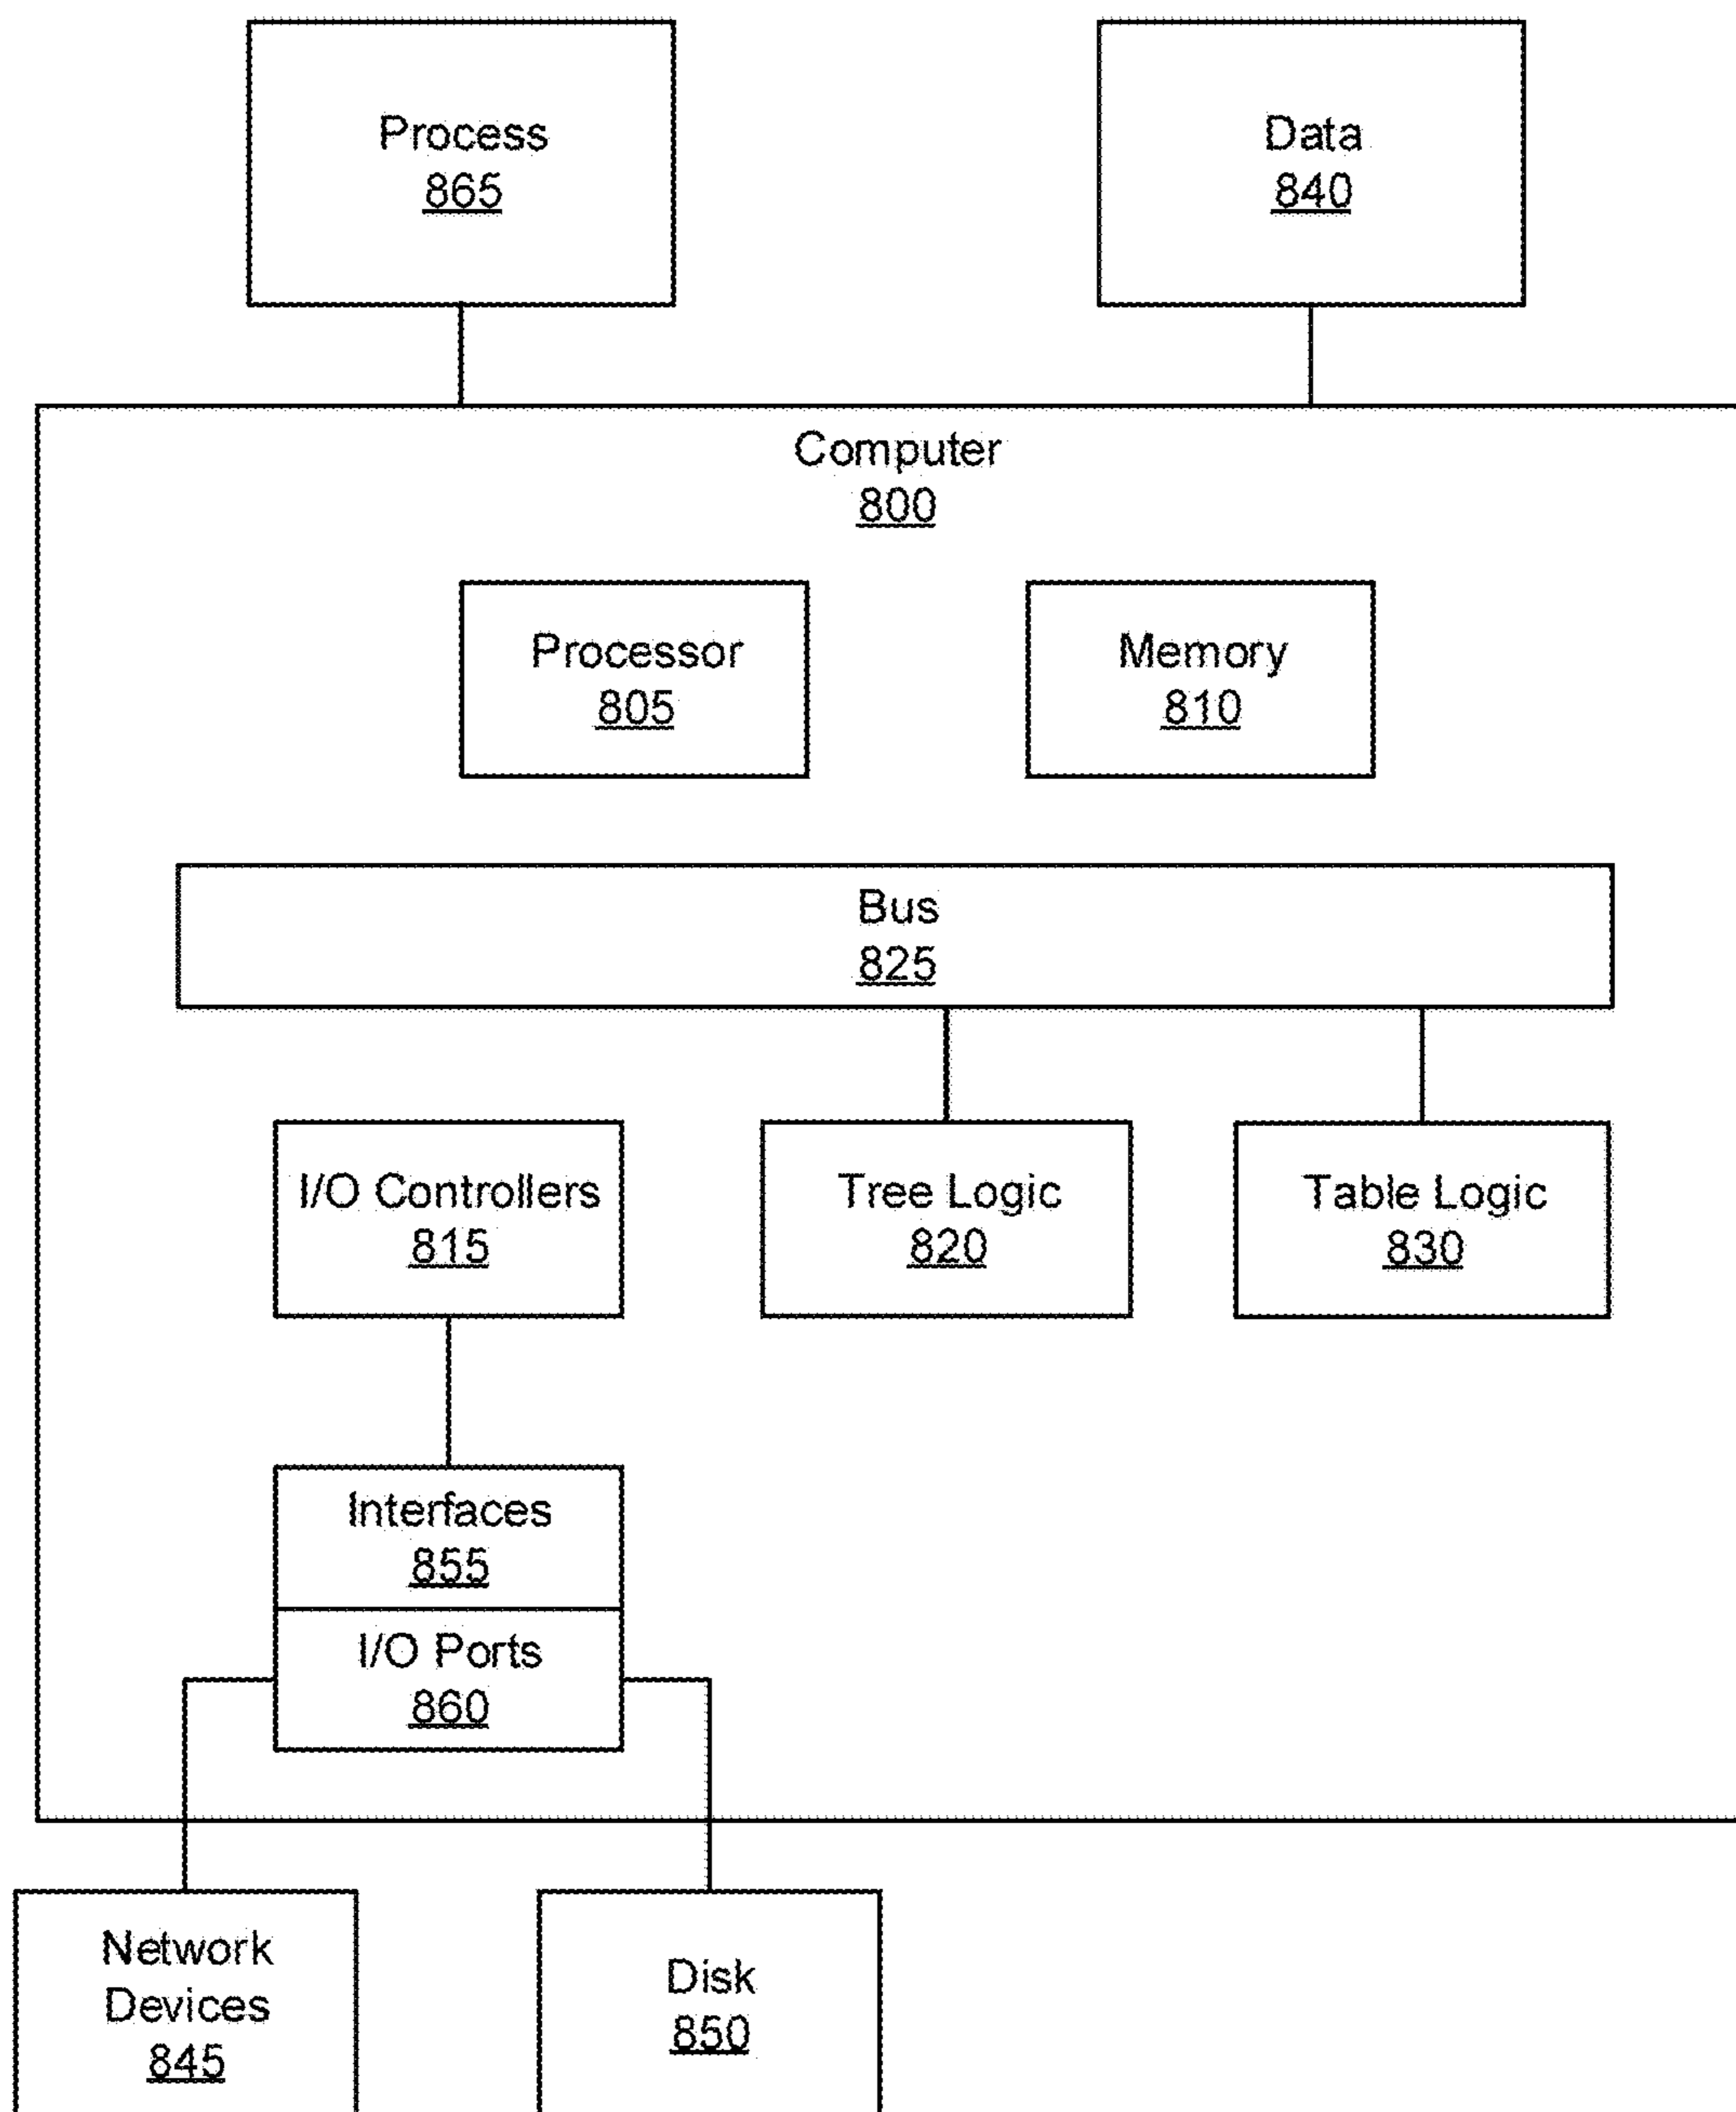 Process
865
Data
840
Computer
800
Processor
805
Memory
810
Bus
825
I/O Controllers
815
Tree Logic
820
Table Logic
830
Interfaces
855
I/O Ports
860
Network
Devices
845
Disk
850